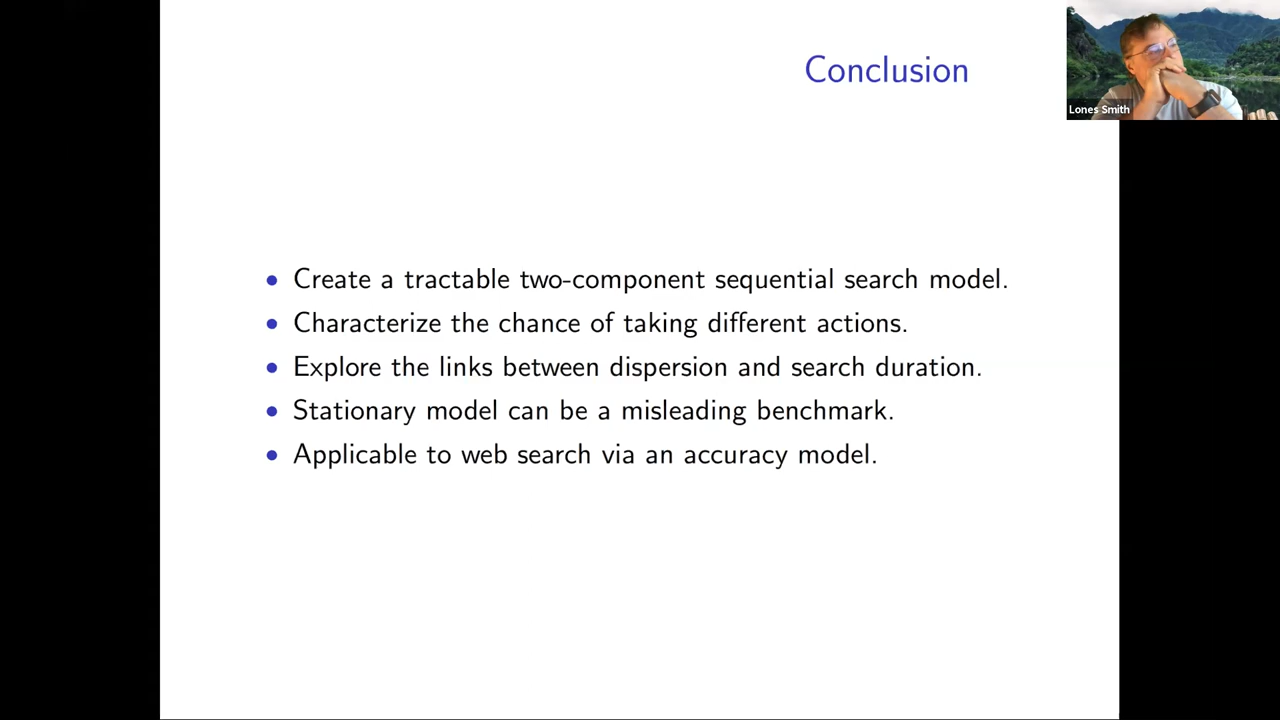 Conclusion
Lones Smith
• Create a tractable two-component sequential search model.
• Characterize the chance of taking different actions.
• Explore the links between dispersion and search duration.
• Stationary model can be a misleading benchmark.
• Applicable to web search via an accuracy model.